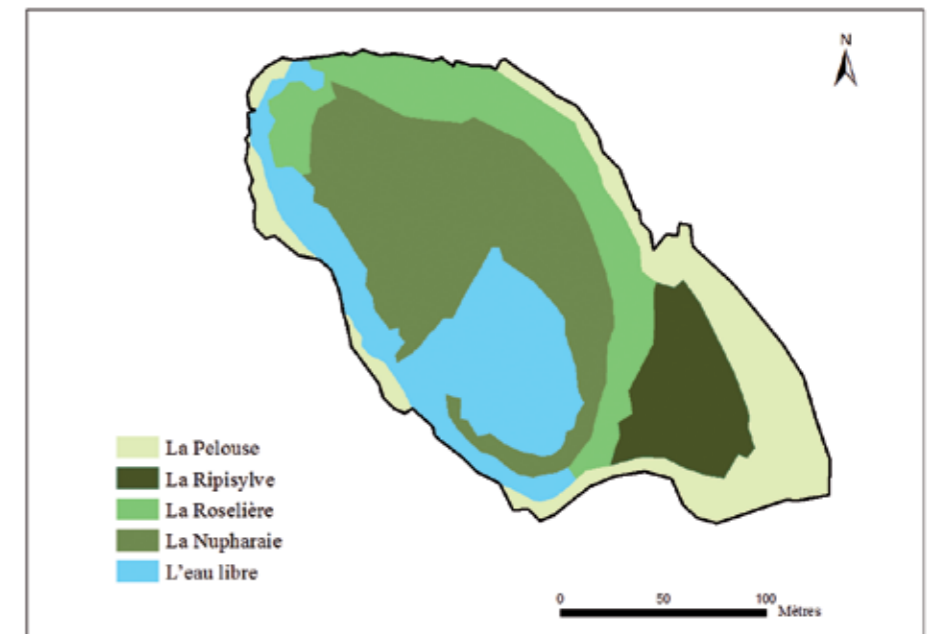 N
La Pelouse
La Ripisylve
La Roselière
La Nupharaie
L'eau libre
0 50 100
Mètres